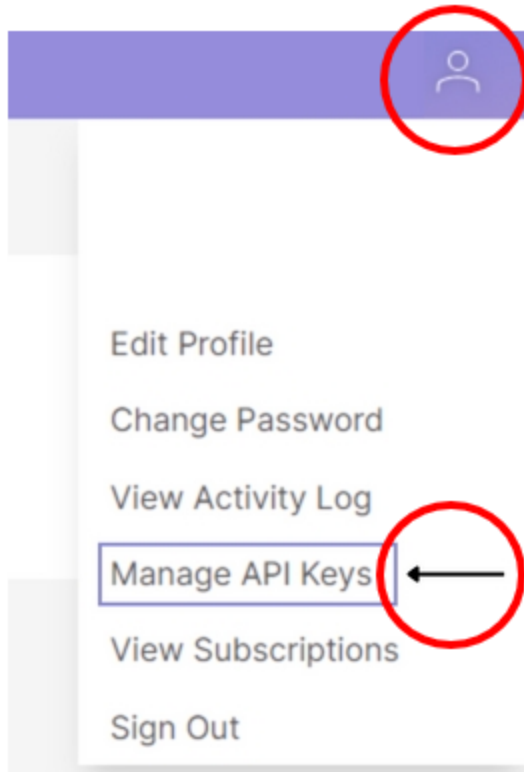 Edit Profile
Change Password
View Activity Log
Manage API Keys
View Subscriptions
Sign Out